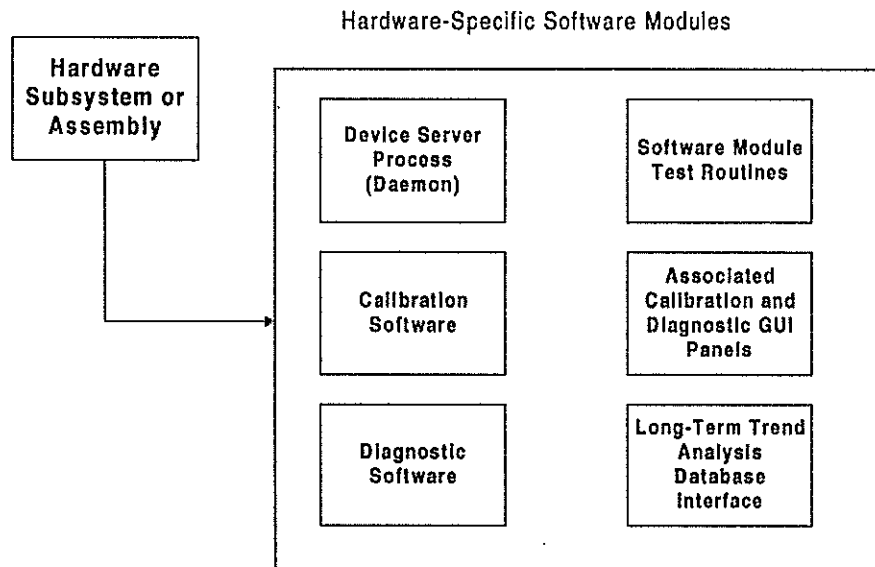 Hardware-Specific Software Modules
Hardware
Subsystem or
Assembly
Device Server
Process
(Daemon)
Software Module
Test Routines
Calibration
Software
Associated
Calibration and
Diagnostic GUI
Panels
Diagnostic
Software
Long-Term Trend
Analysis
Database
Interface